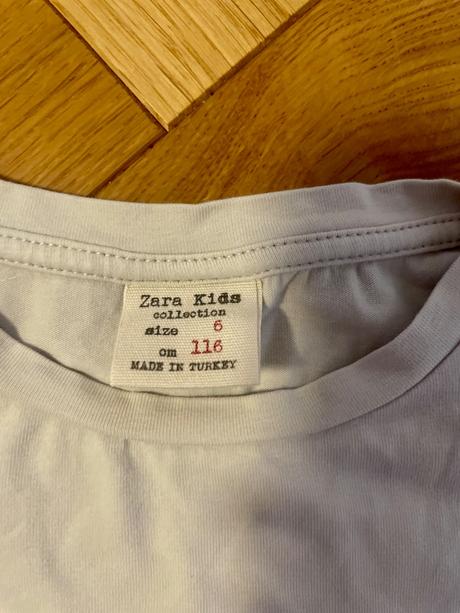 Zara Kids
collection
size 6
cm 116
MADE IN TURKEY